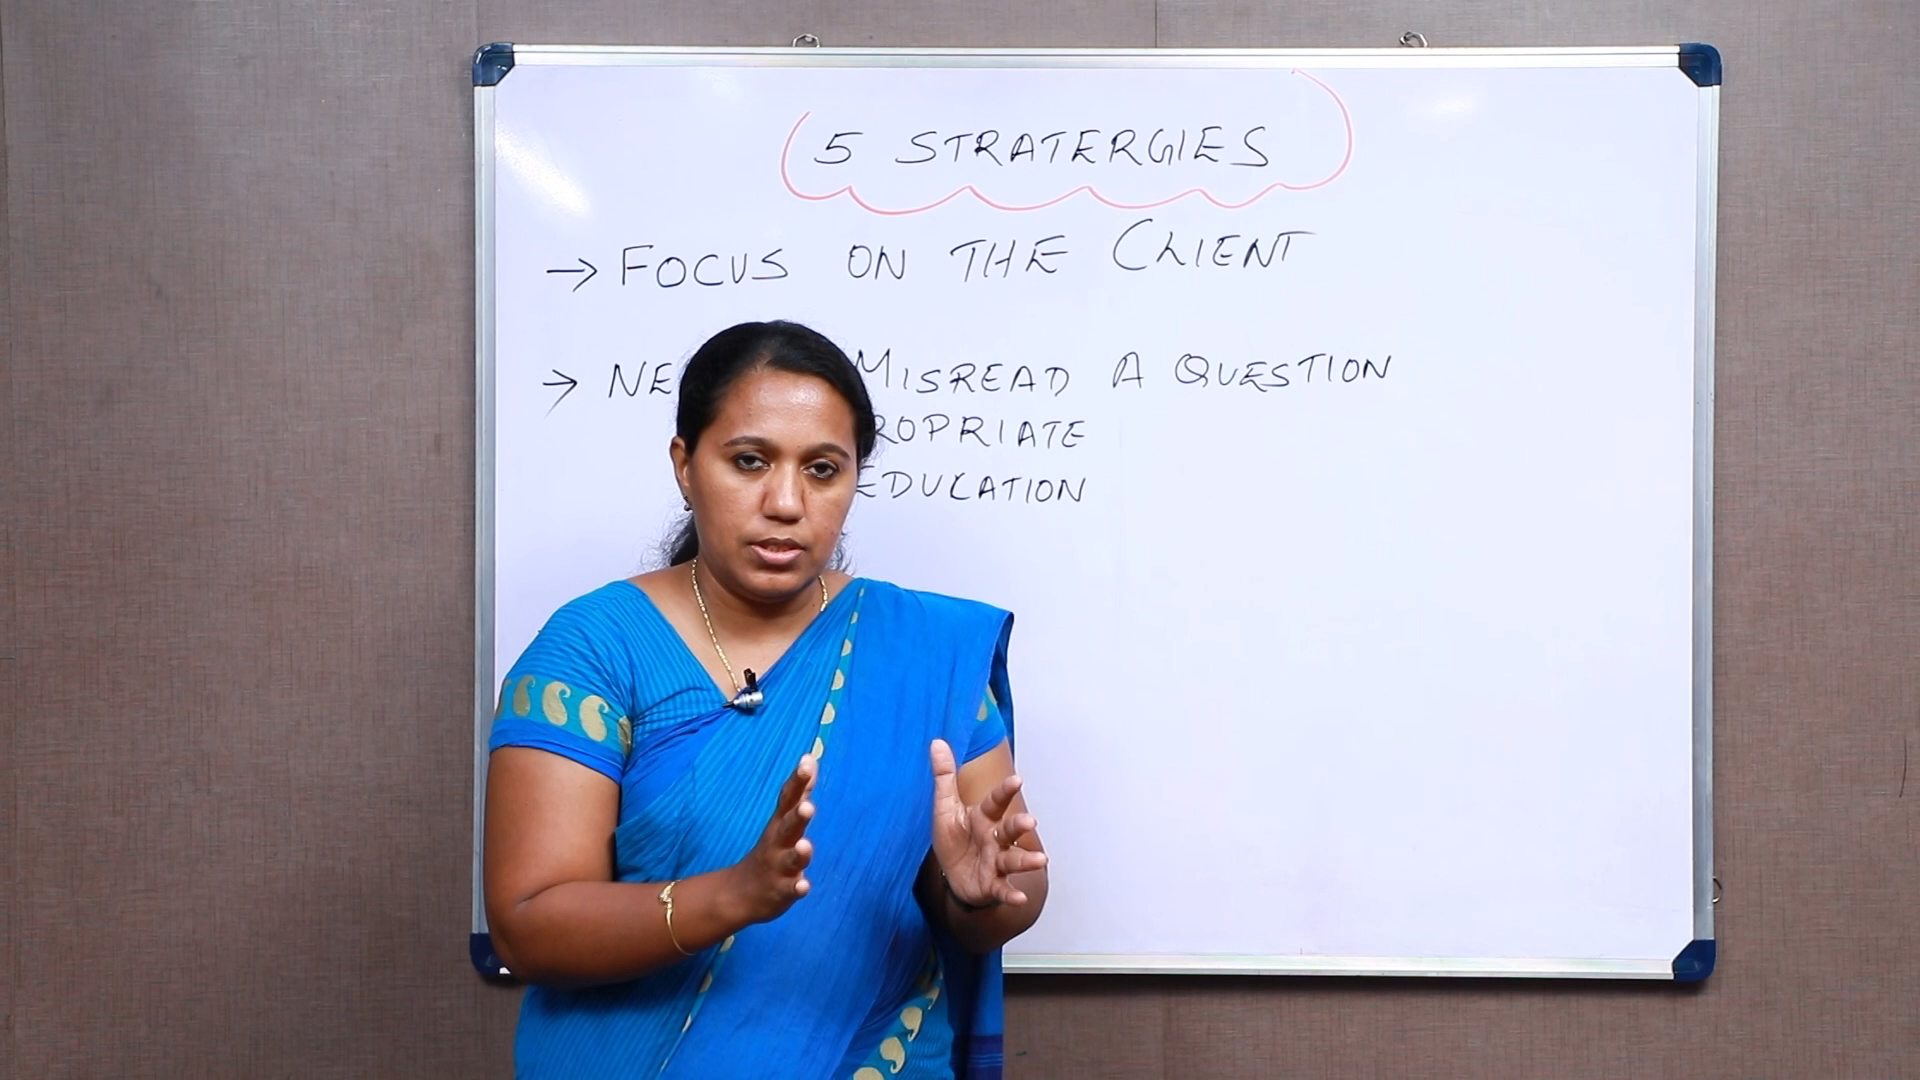 5 STRATERGIES
→ FOCUS ON THE CLIENT
→ MISREAD A QUESTION
EDUCATION